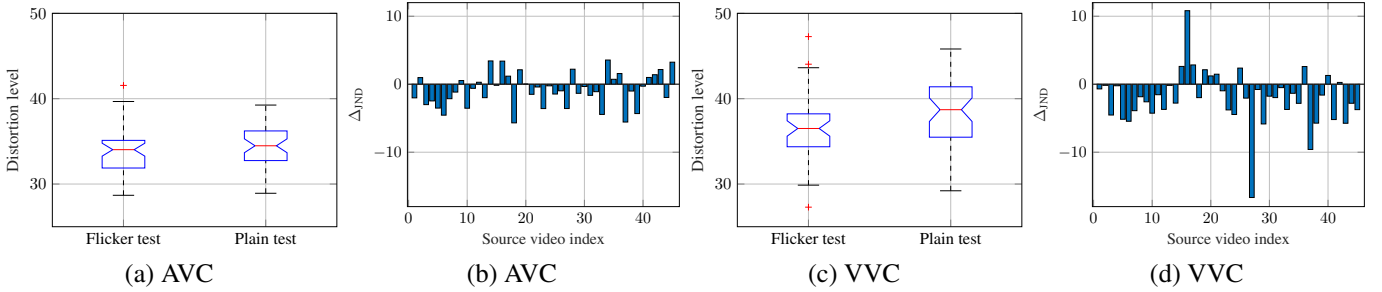 50
40
30
Distortion level
Flicker test
Plain test
(a) AVC
10
0
−10
Δ_JND
0
10
20
30
40
Source video index
(b) AVC
50
40
30
Distortion level
Flicker test
Plain test
(c) VVC
10
0
−10
Δ_JND
0
10
20
30
40
Source video index
(d) VVC